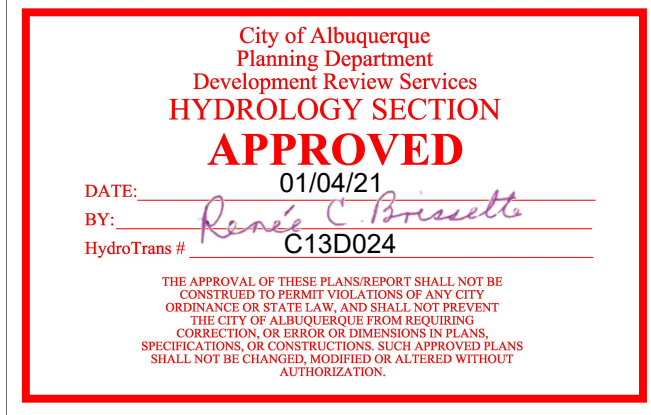 City of Albuquerque
Planning Department
Development Review Services
HYDROLOGY SECTION
APPROVED
DATE: 01/04/21
BY: Renée C. Brissette
HydroTrans # C13D024
THE APPROVAL OF THESE PLANS/REPORT SHALL NOT BE
CONSTRUED TO PERMIT VIOLATIONS OF ANY CITY
ORDINANCE OR STATE LAW, AND SHALL NOT PREVENT
THE CITY OF ALBUQUERQUE FROM REQUIRING
CORRECTION, OR ERROR OR DIMENSIONS IN PLANS,
SPECIFICATIONS, OR CONSTRUCTIONS. SUCH APPROVED PLANS
SHALL NOT BE CHANGED, MODIFIED OR ALTERED WITHOUT
AUTHORIZATION.